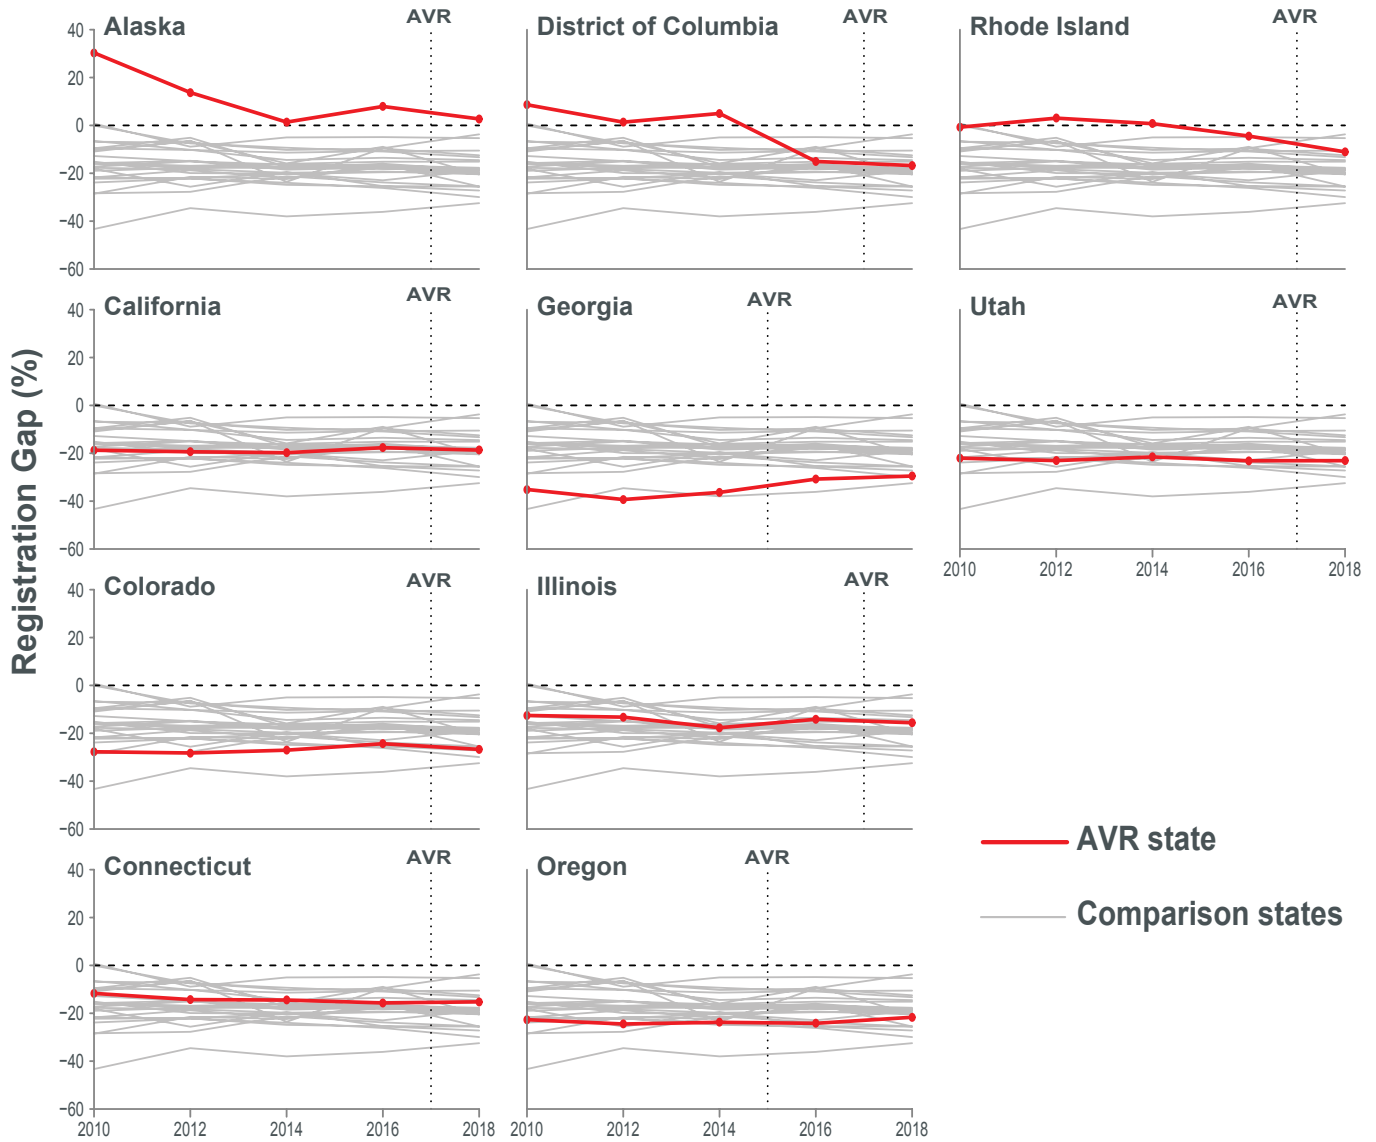 Alaska
AVR
40
20
0
−20
−40
−60
District of Columbia
AVR
Rhode Island
AVR
Registration Gap (%)
California
AVR
40
20
0
−20
−40
−60
Georgia
AVR
Utah
AVR
2010 2012 2014 2016 2018
Colorado
AVR
40
20
0
−20
−40
−60
Illinois
AVR
Connecticut
AVR
40
20
0
−20
−40
−60
2010 2012 2014 2016 2018
Oregon
AVR
2010 2012 2014 2016 2018
AVR state
Comparison states